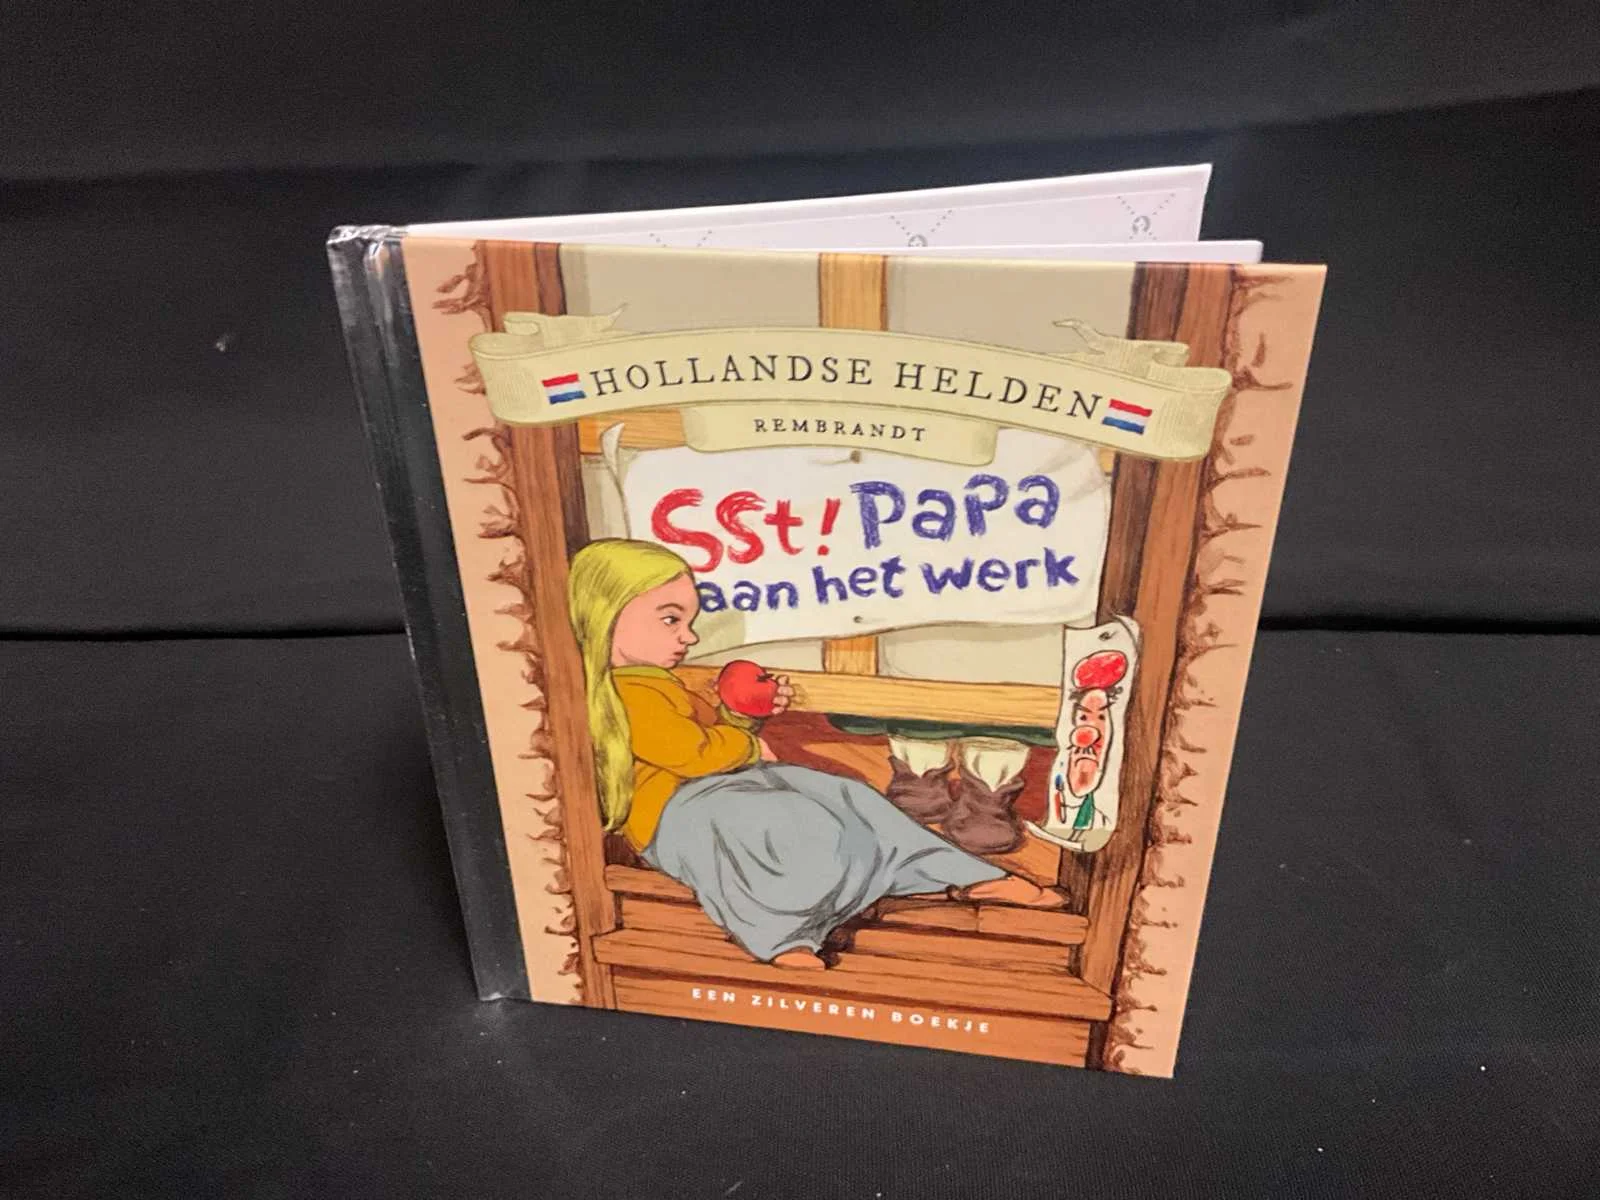 HOLLANDSE HELDEN
REMBRANDT
SSt! Papa
aan het werk
EEN ZILVEREN BOEKJE